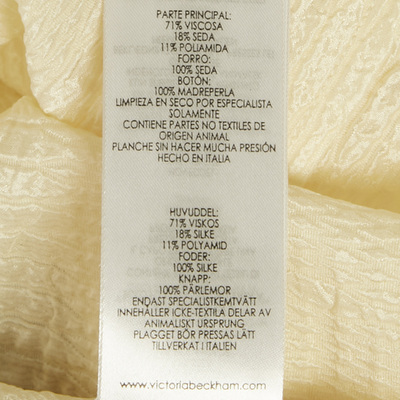 PARTE PRINCIPAL:
71% VISCOSA
18% SEDA
11% POLIAMIDA
FORRO:
100% SEDA
BOTÓN:
100% MADREPERLA
LIMPIEZA EN SECO POR ESPECIALISTA
SOLAMENTE
CONTIENE PARTES NO TEXTILES DE
ORIGEN ANIMAL
PLANCHE SIN HACER MUCHA PRESIÓN
HECHO EN ITALIA
HUVUDDEL:
71% VISKOS
18% SILKE
11% POLYAMID
FODER:
100% SILKE
KNAPP:
100% PÄRLEMOR
ENDAST SPECIALISTKEMTVÄTT
INNEHÅLLER ICKE-TEXTILA DELAR AV
ANIMALISKT URSPRUNG
PLAGGET BÖR PRESSAS LÄTT
TILLVERKAT I ITALIEN
www.victoriabeckham.com